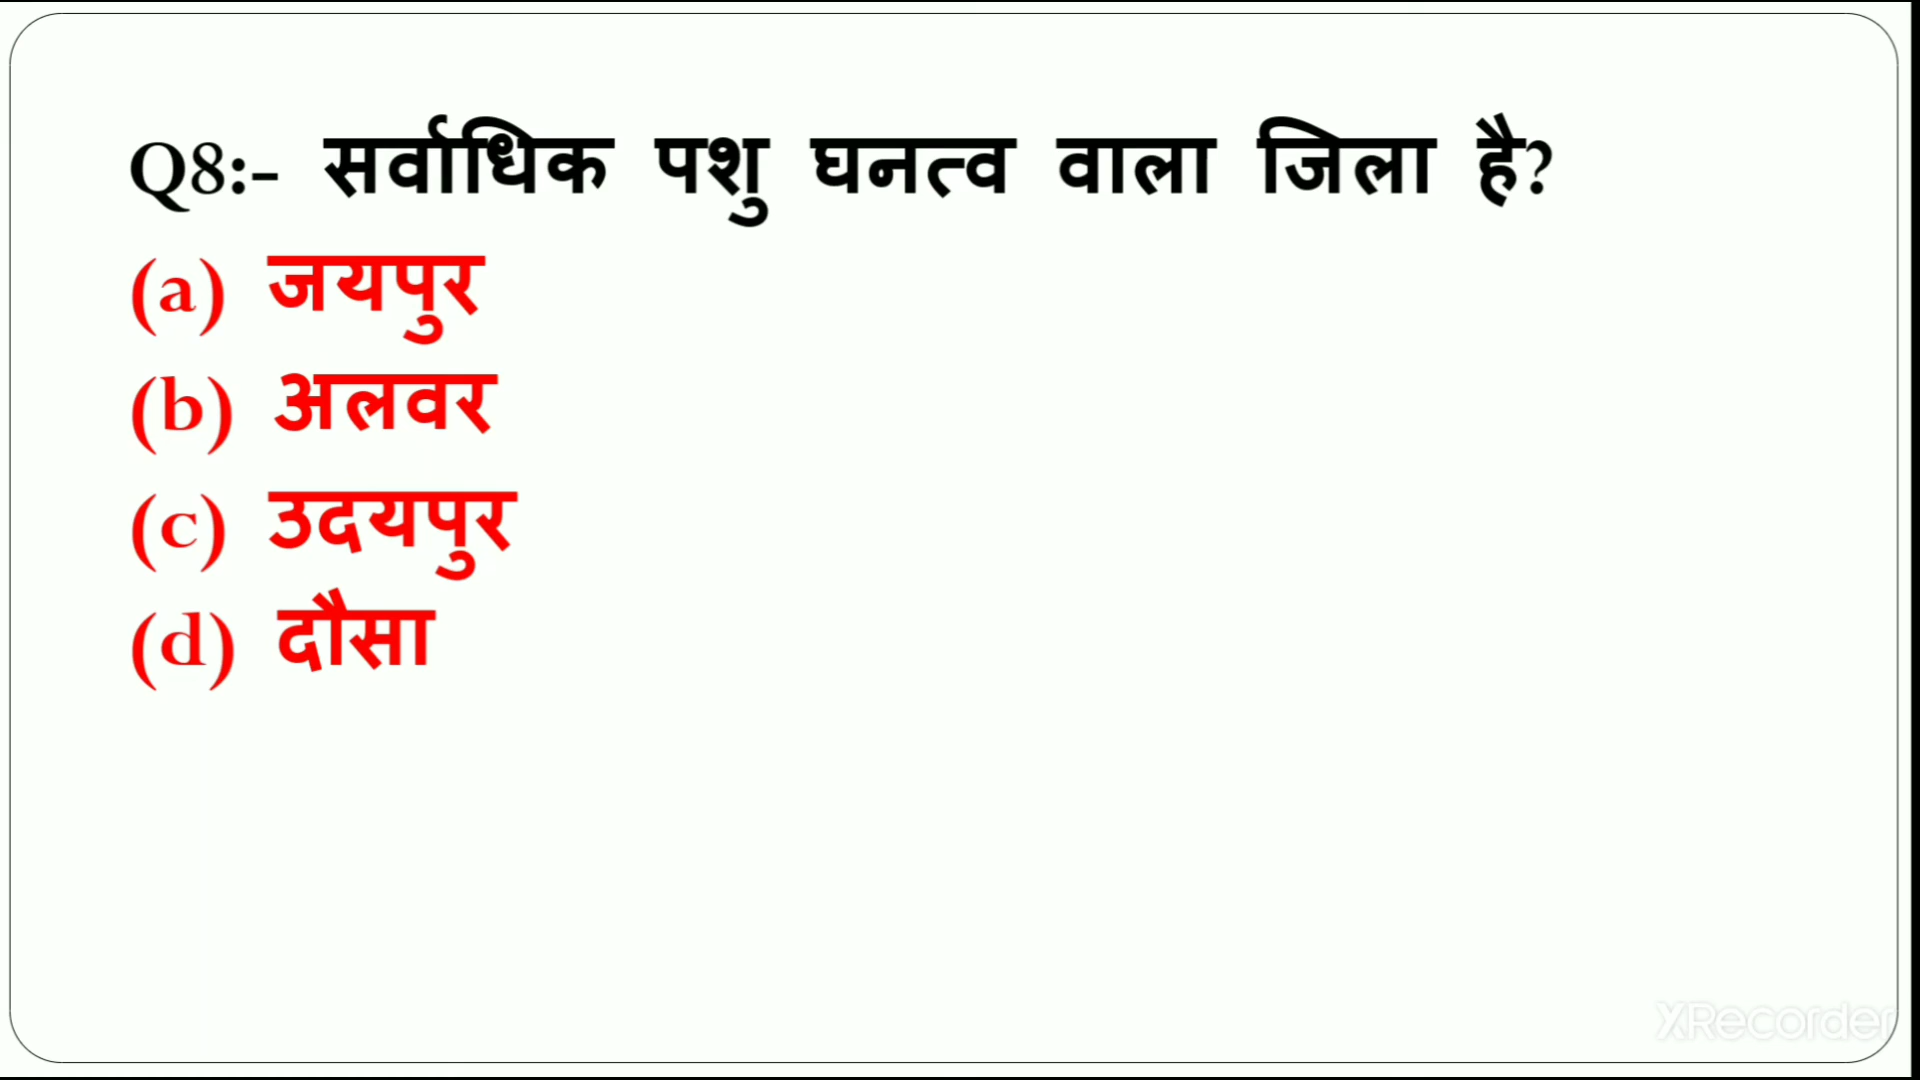 Q8:- सर्वाधिक पशु घनत्व वाला जिला है?
(a) जयपुर
(b) अलवर
(c) उदयपुर
(d) दौसा
XRecorder